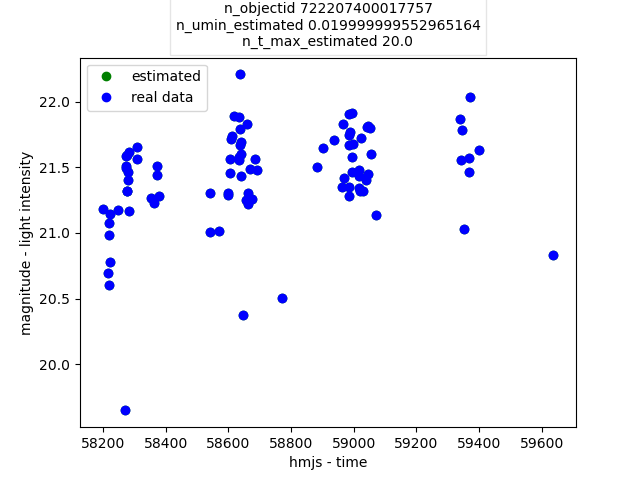 n_objectid 722207400017757
n_umin_estimated 0.019999999552965164
n_t_max_estimated 20.0
estimated
real data
22.0
21.5
21.0
20.5
20.0
magnitude - light intensity
58200 58400 58600 58800 59000 59200 59400 59600
hmjs - time